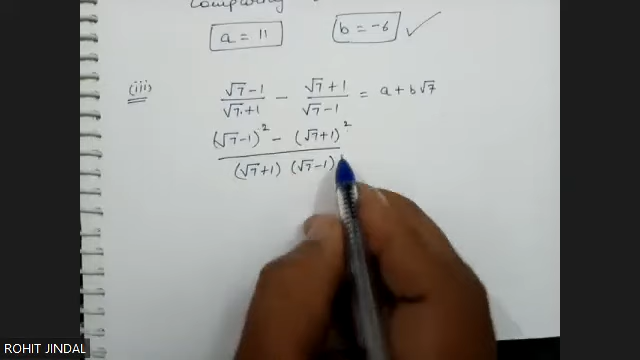 Comparing
a = 11 b = -6 ✓
(iii) (√7-1)/(√7+1) - (√7+1)/(√7-1) = a + b√7
((√7-1)² - (√7+1)²)/((√7+1) (√7-1))
ROHIT JINDAL